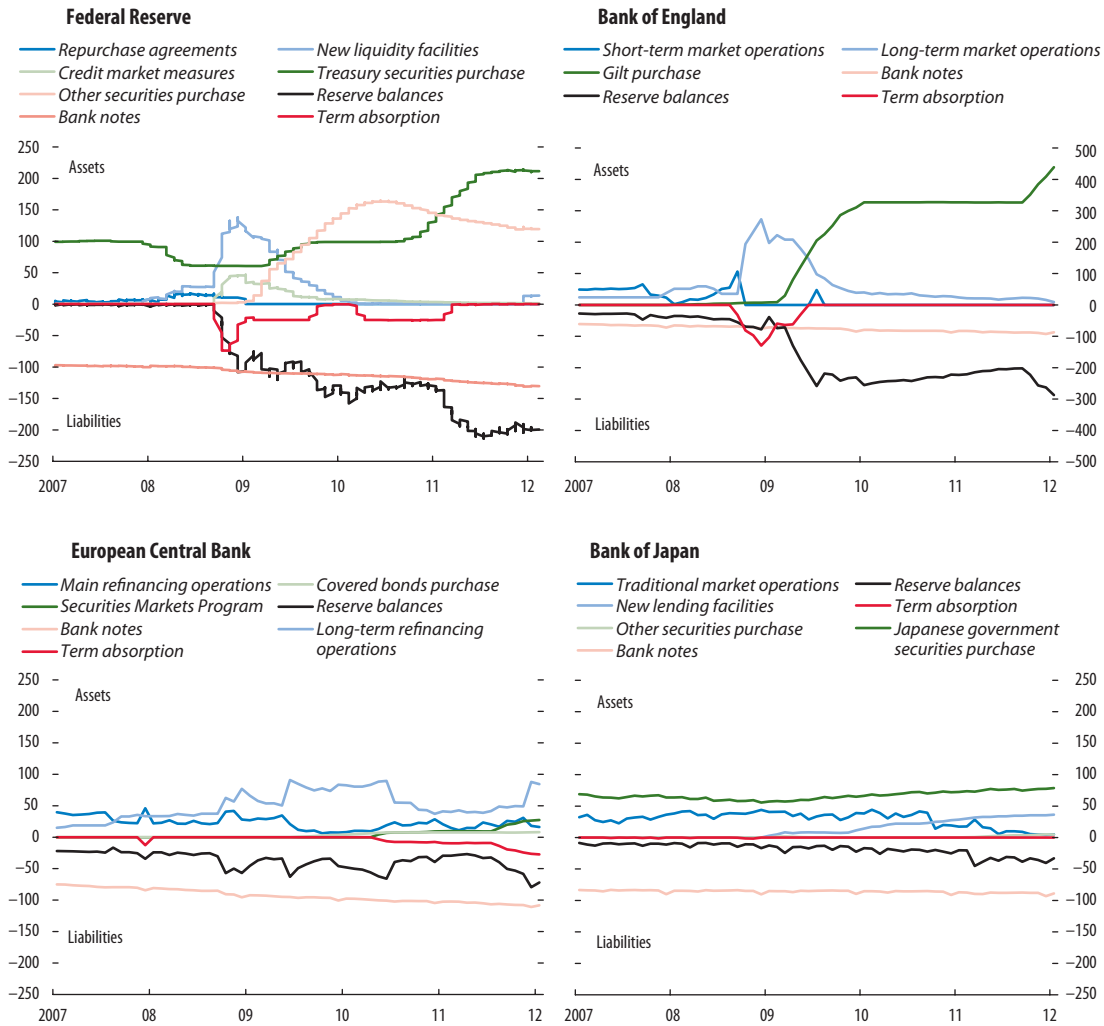 Federal Reserve
Repurchase agreements
New liquidity facilities
Credit market measures
Treasury securities purchase
Other securities purchase
Reserve balances
Bank notes
Term absorption
250
200
150
100
50
0
−50
−100
−150
−200
−250
Assets
Liabilities
2007 08 09 10 11 12
Bank of England
Short-term market operations
Long-term market operations
Gilt purchase
Bank notes
Reserve balances
Term absorption
500
400
300
200
100
0
−100
−200
−300
−400
−500
Assets
Liabilities
2007 08 09 10 11 12
European Central Bank
Main refinancing operations
Covered bonds purchase
Securities Markets Program
Reserve balances
Bank notes
Long-term refinancing
operations
Term absorption
250
200
150
100
50
0
−50
−100
−150
−200
−250
Assets
Liabilities
2007 08 09 10 11 12
Bank of Japan
Traditional market operations
Reserve balances
New lending facilities
Term absorption
Other securities purchase
Japanese government
securities purchase
Bank notes
250
200
150
100
50
0
−50
−100
−150
−200
−250
Assets
Liabilities
2007 08 09 10 11 12